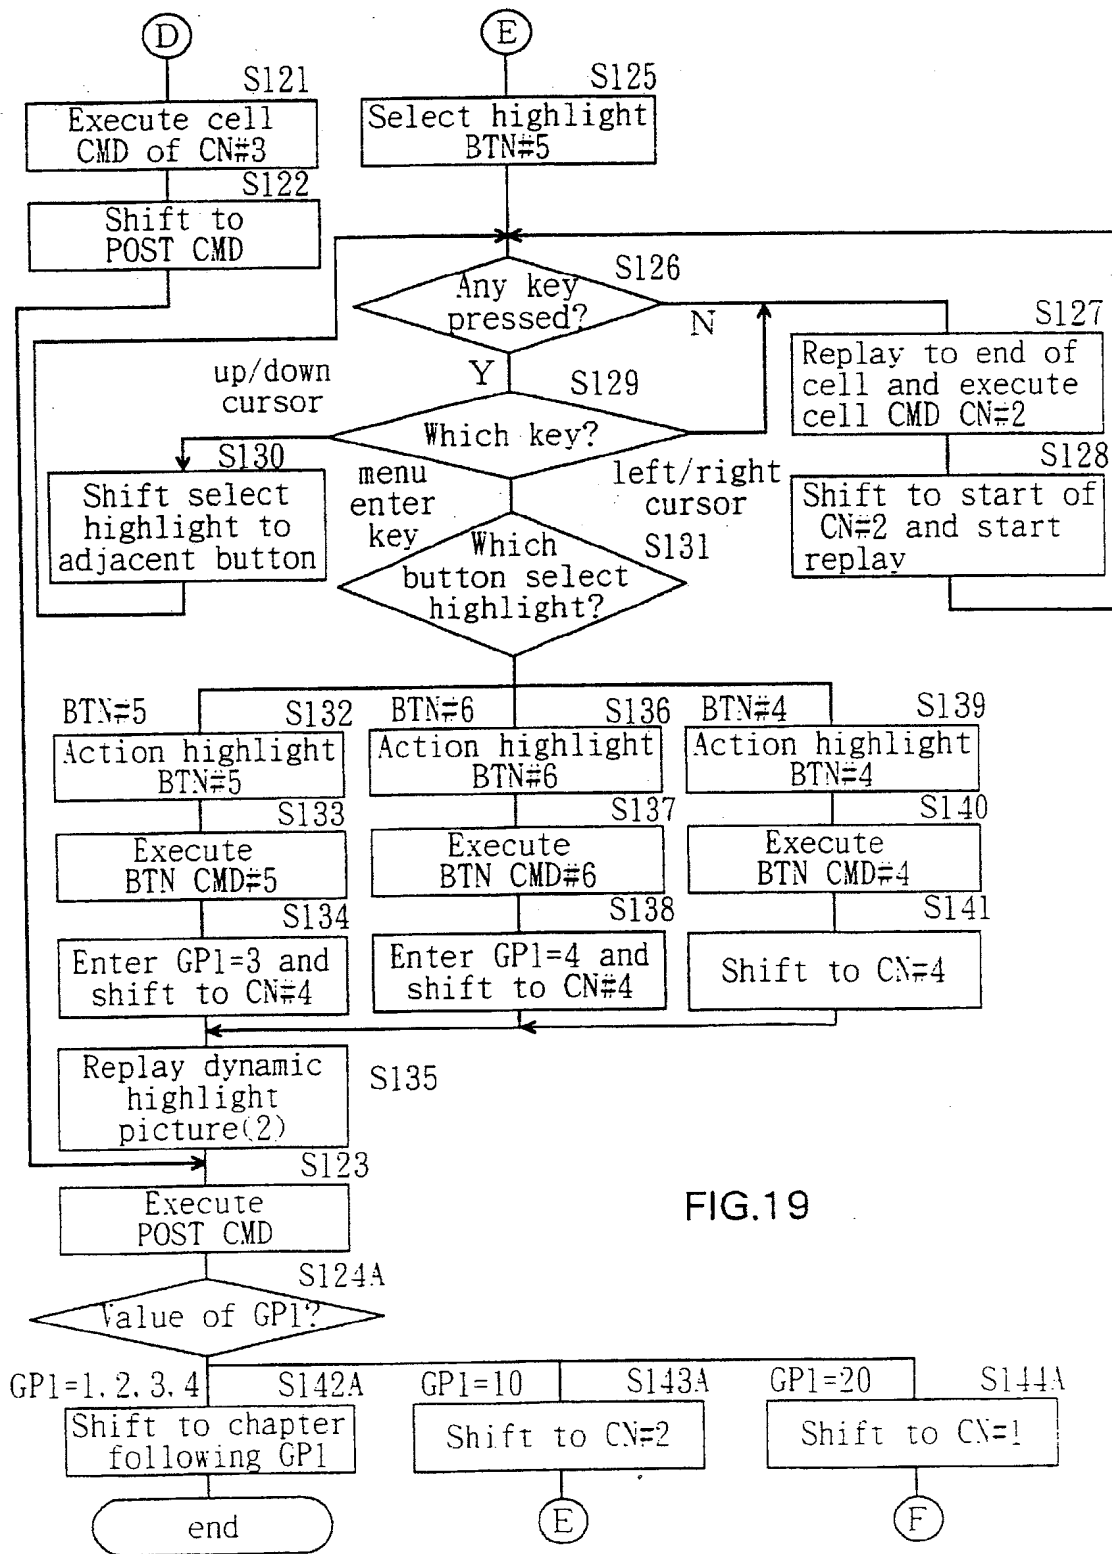 D
E
S121
S125
Execute cell
CMD of CN#3
Select highlight
BTN#5
S122
Shift to
POST CMD
S126
Any key
pressed?
N
S127
Replay to end of
cell and execute
cell CMD CN#2
Y
up/down
cursor
S129
Which key?
S130
S128
Shift select
highlight to
adjacent button
menu
enter
key
left/right
cursor
Shift to start of
CN#2 and start
replay
S131
Which
button select
highlight?
BTN#5
S132
BTN#6
S136
BTN#4
S139
Action highlight
BTN#5
Action highlight
BTN#6
Action highlight
BTN#4
S133
S137
S140
Execute
BTN CMD#5
Execute
BTN CMD#6
Execute
BTN CMD#4
S134
S138
S141
Enter GP1=3 and
shift to CN#4
Enter GP1=4 and
shift to CN#4
Shift to CN#4
Replay dynamic
highlight
picture(2)
S135
S123
Execute
POST CMD
FIG.19
S124A
Value of GP1?
GP1=1,2,3,4
S142A
GP1=10
S143A
GP1=20
S144A
Shift to chapter
following GP1
Shift to CN#2
Shift to CN=1
end
E
F